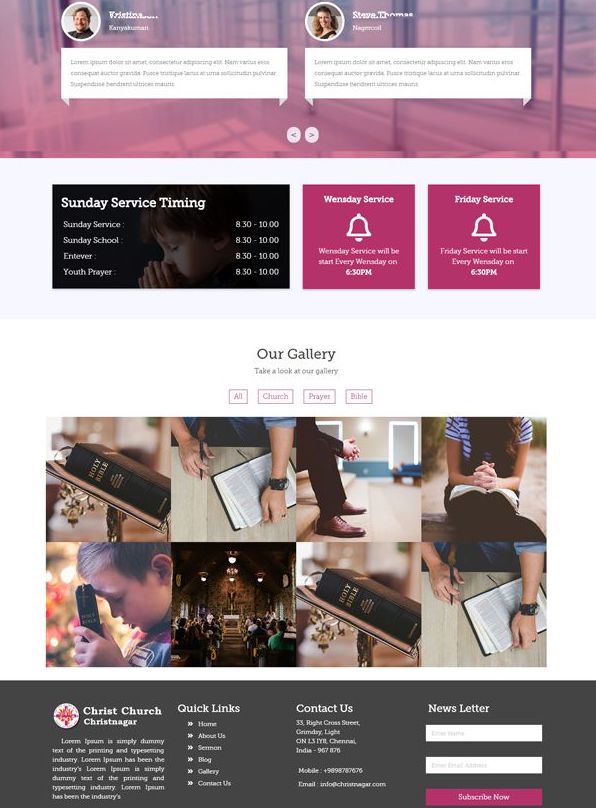 Kristina
Kanyakumari
Steve Thomas
Nagercoil
Lorem ipsum dolor sit amet, consectetur adipiscing elit. Nam varius eros
consequat auctor gravida. Fusce tristique lacus at urna sollicitudin pulvinar.
Suspendisse hendrerit ultrices mauris.
Lorem ipsum dolor sit amet, consectetur adipiscing elit. Nam varius eros
consequat auctor gravida. Fusce tristique lacus at urna sollicitudin pulvinar.
Suspendisse hendrerit ultrices mauris.
< >
Sunday Service Timing
Sunday Service : 8.30 - 10.00
Sunday School : 8.30 - 10.00
Entever : 8.30 - 10.00
Youth Prayer : 8.30 - 10.00
Wensday Service
Wensday Service will be
start Every Wensday on
6:30PM
Friday Service
Friday Service will be start
Every Wensday on
6:30PM
Our Gallery
Take a look at our gallery
All Church Prayer Bible
HOLY
BIBLE
HOLY
BIBLE
HOLY
BIBLE
Christ Church
Christnagar
Lorem Ipsum is simply dummy
text of the printing and typesetting
industry. Lorem Ipsum has been the
industry's Lorem Ipsum is simply
dummy text of the printing and
typesetting industry. Lorem Ipsum
has been the industry's
Quick Links
» Home
» About Us
» Sermon
» Blog
» Gallery
» Contact Us
Contact Us
33, Right Cross Street,
Grimday, Light
ON L3 1Y8, Chennai,
India - 967 876
Mobile : +9898787676
Email : info@christnagar.com
News Letter
Enter Name
Enter Email Address
Subscribe Now